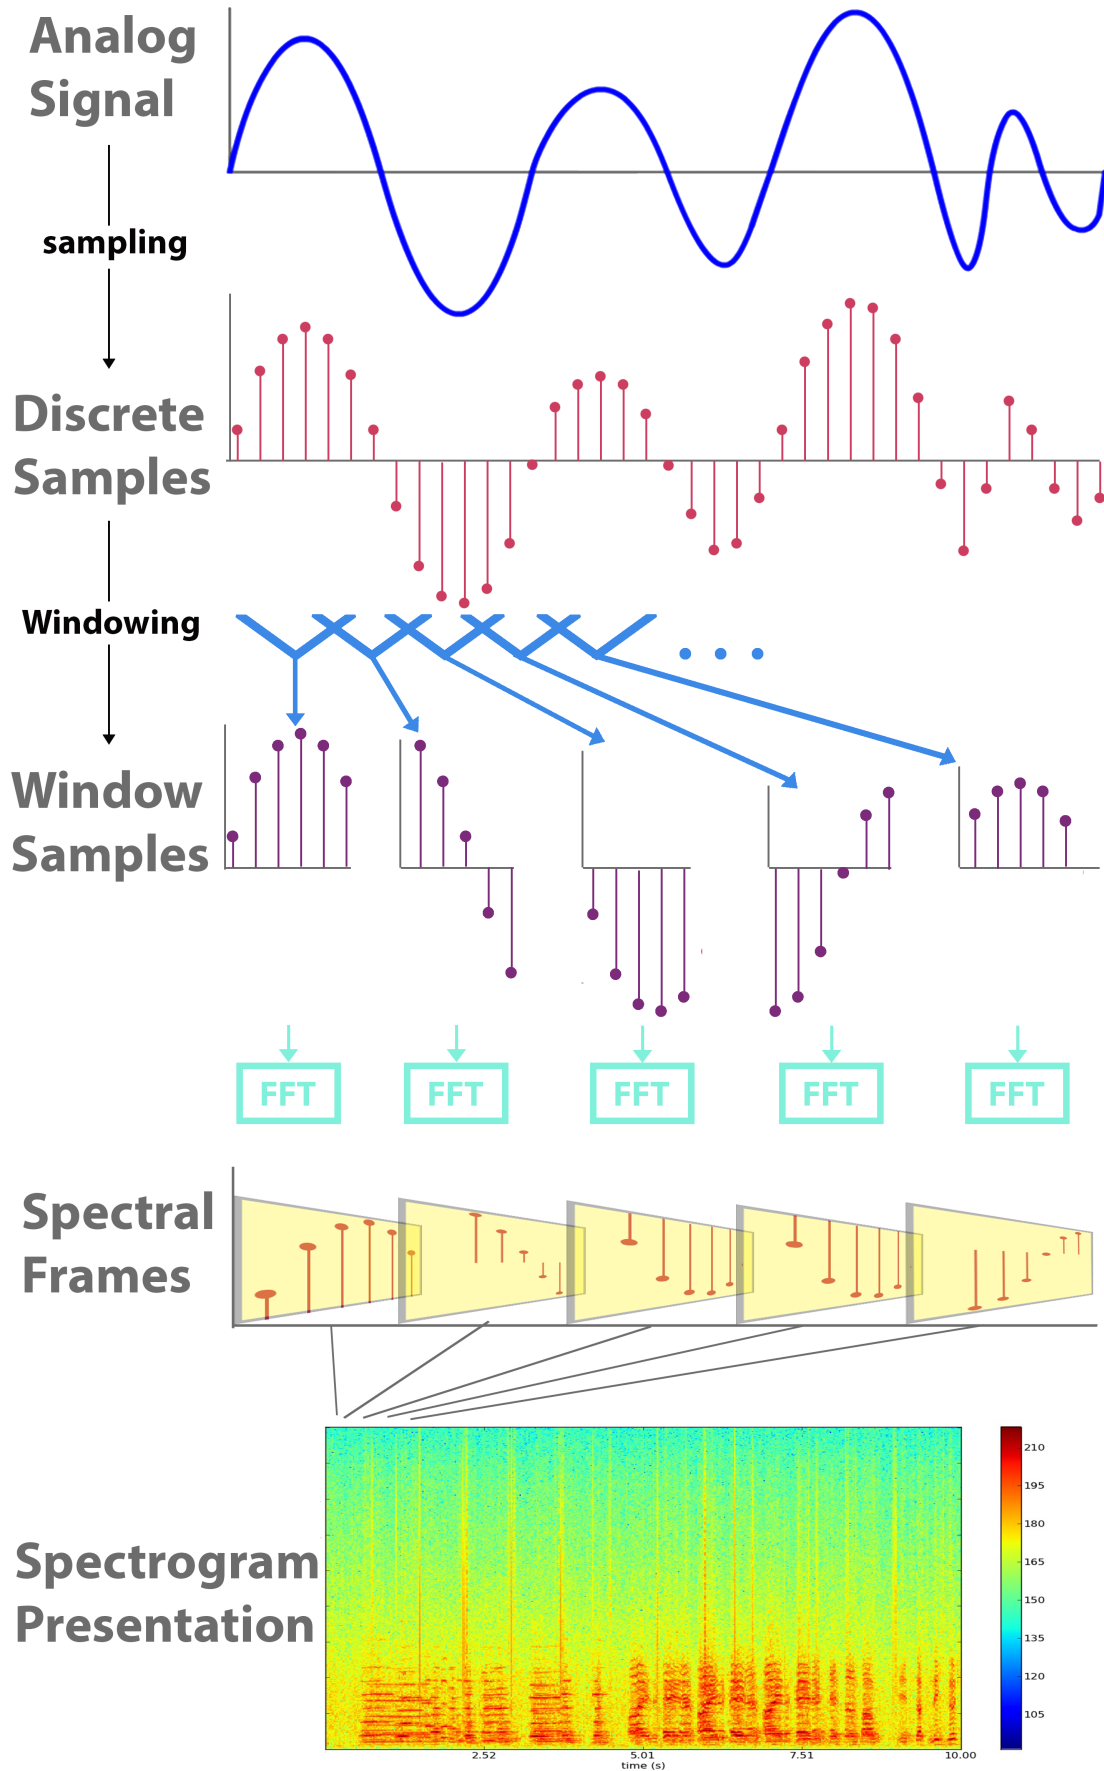 Analog
Signal
sampling
Discrete
Samples
Windowing
Window
Samples
FFT FFT FFT FFT FFT
Spectral
Frames
Spectrogram
Presentation
210
195
180
165
150
135
120
105
2.52 5.01 7.51 10.00
time (s)